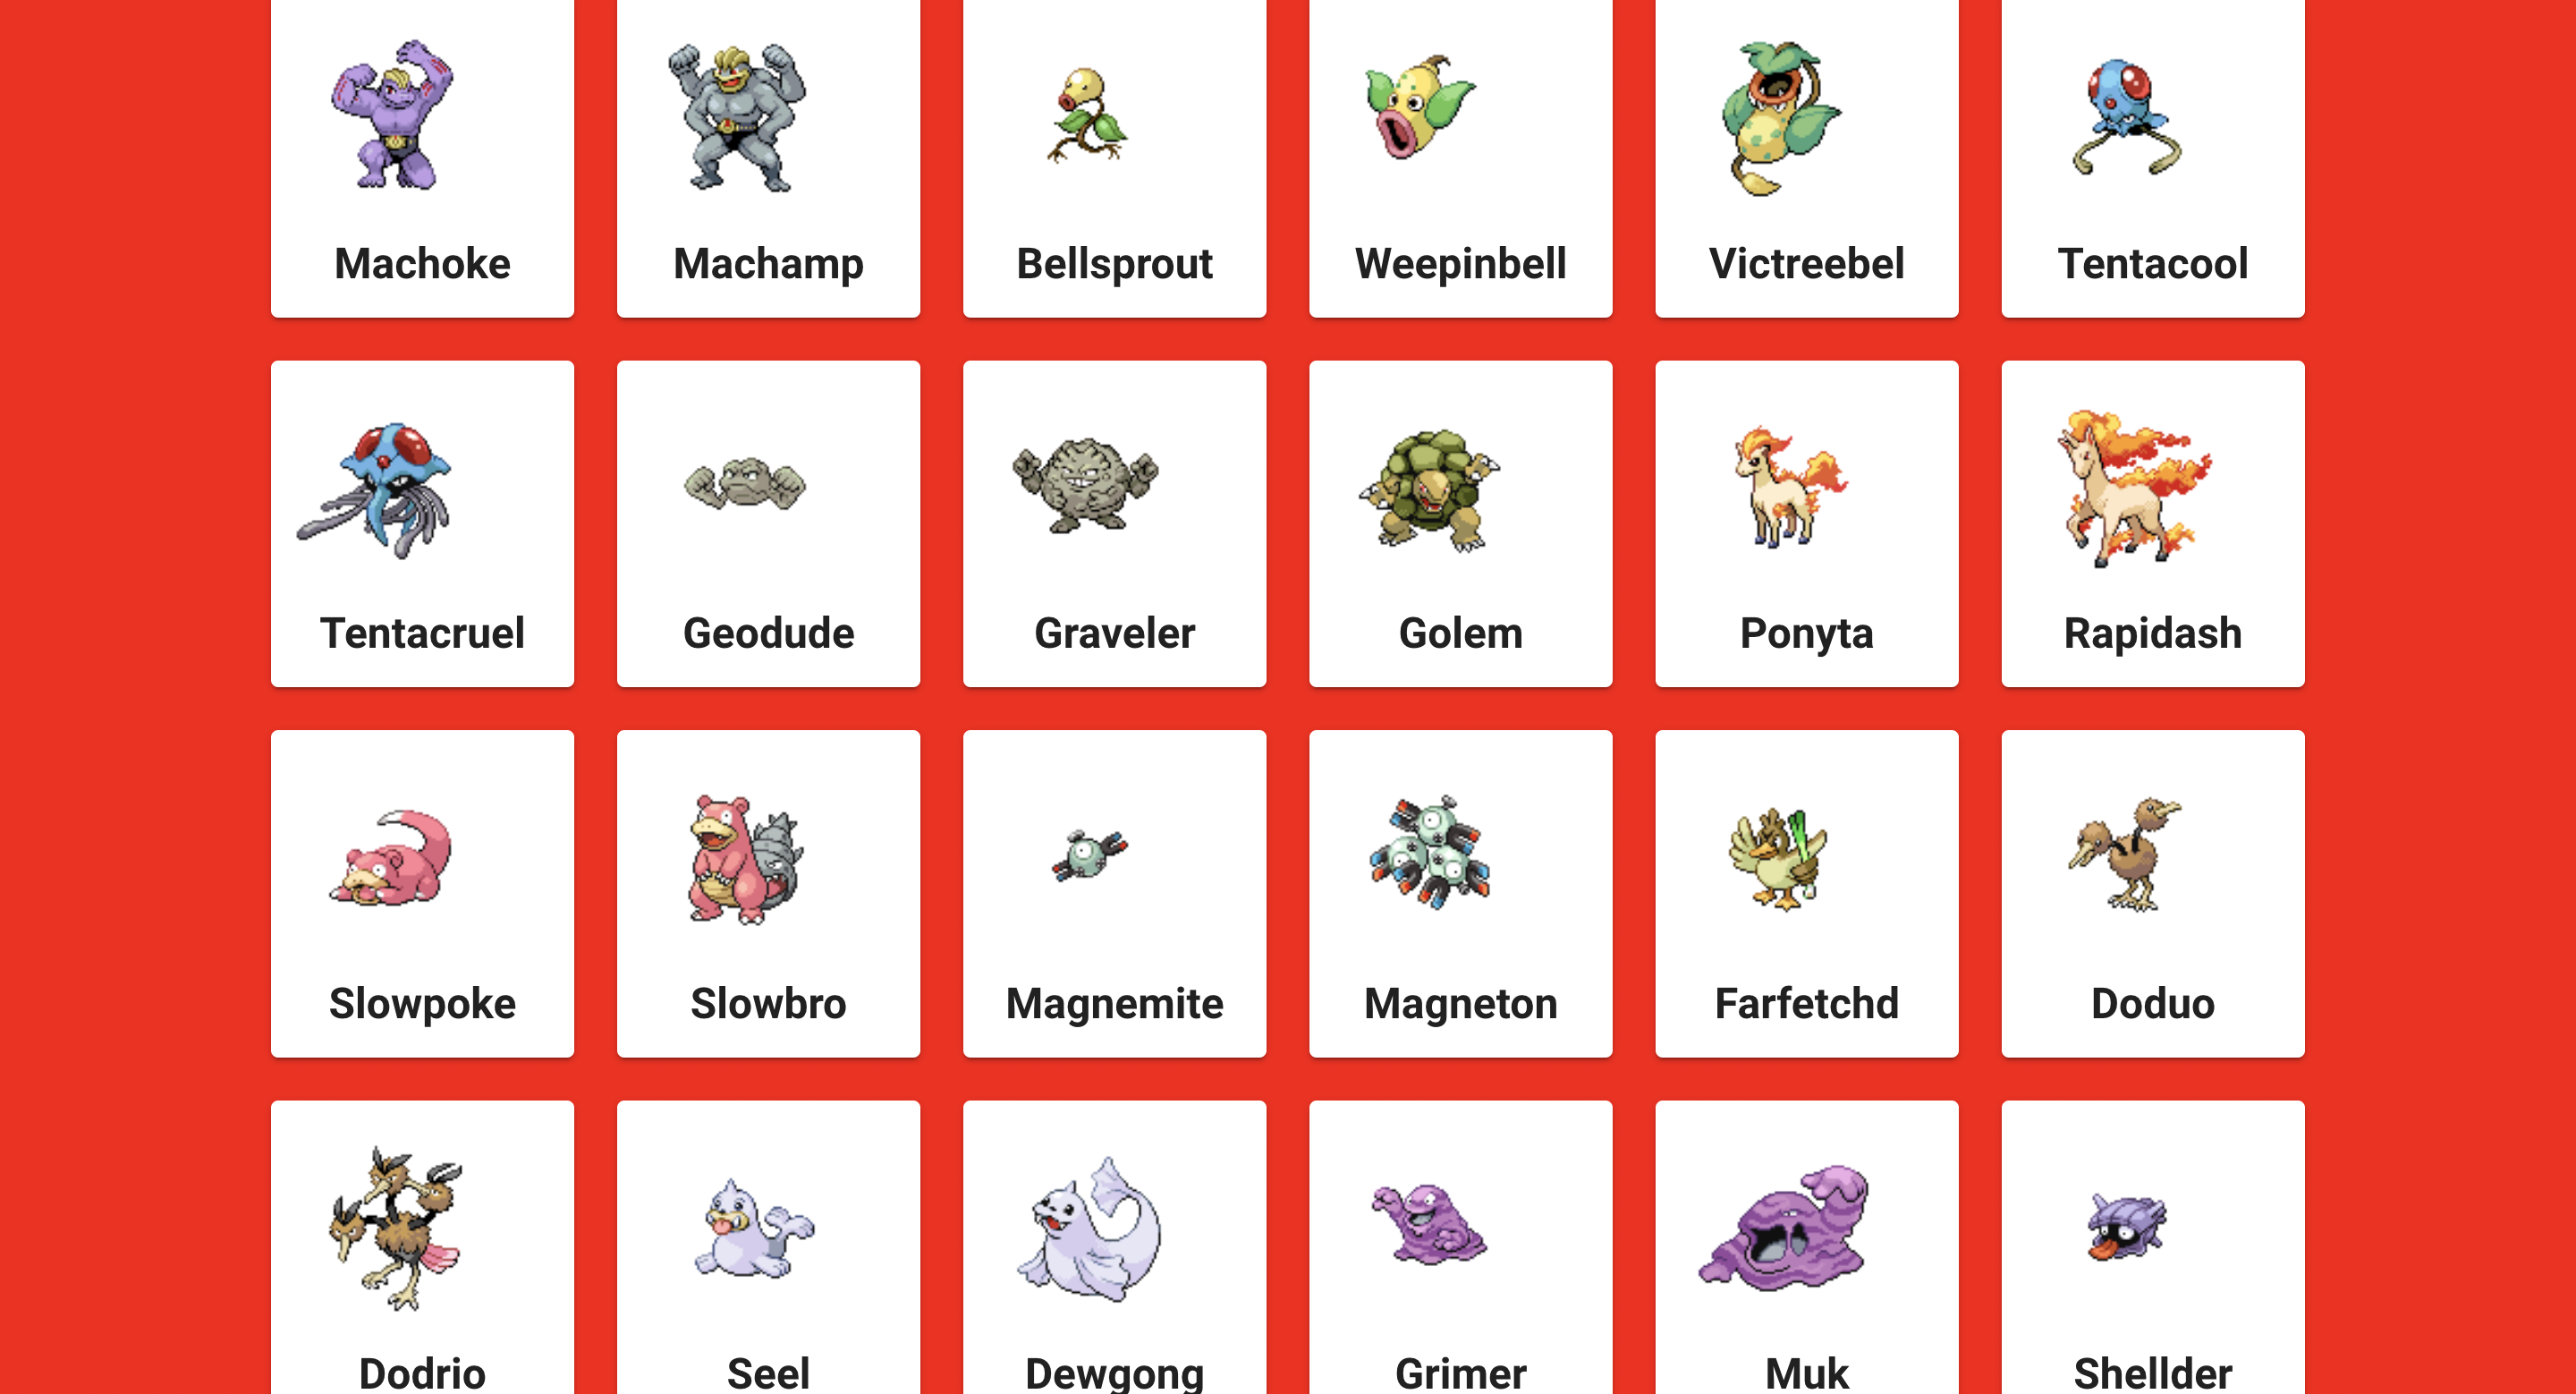 Machoke
Machamp
Bellsprout
Weepinbell
Victreebel
Tentacool
Tentacruel
Geodude
Graveler
Golem
Ponyta
Rapidash
Slowpoke
Slowbro
Magnemite
Magneton
Farfetchd
Doduo
Dodrio
Seel
Dewgong
Grimer
Muk
Shellder